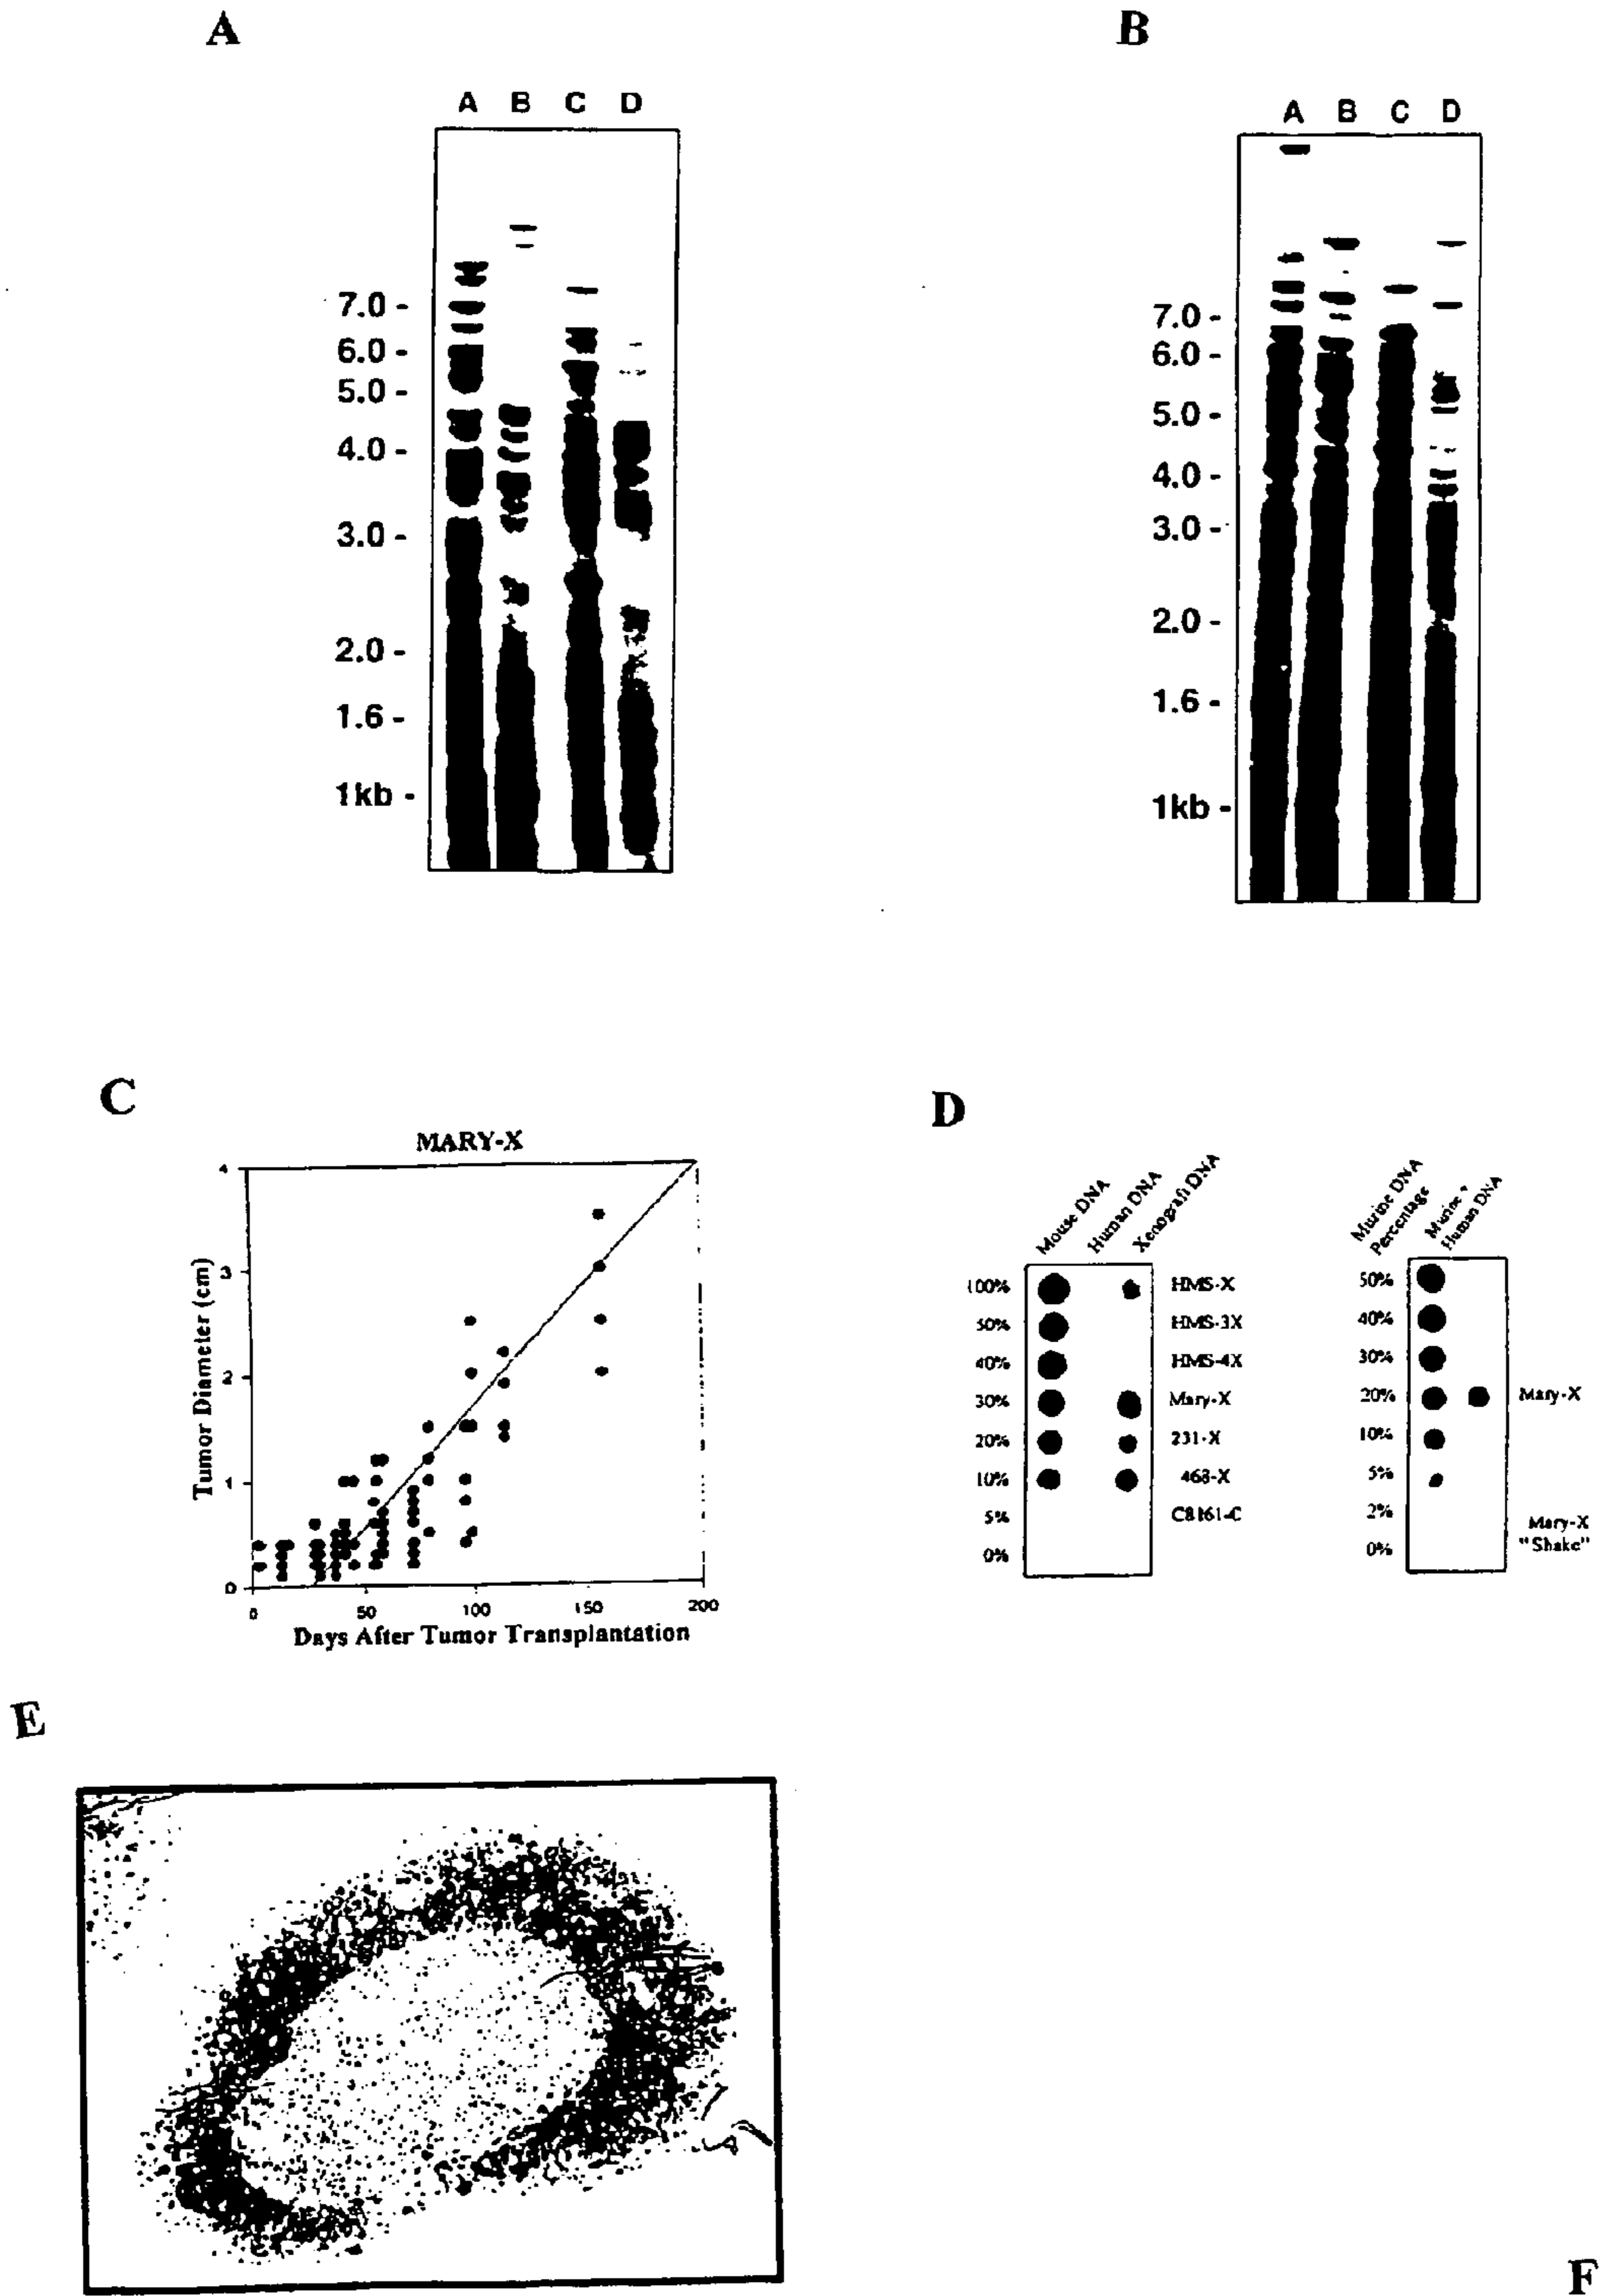 A
B
A B C D
7.0 -
6.0 -
5.0 -
4.0 -
3.0 -
2.0 -
1.6 -
1kb -
A B C D
7.0 -
6.0 -
5.0 -
4.0 -
3.0 -
2.0 -
1.6 -
1kb -
C
MARY-X
Tumor Diameter (cm)
4
3
2
1
0
0 50 100 150 200
Days After Tumor Transplantation
D
Mouse DNA
Human DNA
Xenograft DNA
100% HMS-X
50% HMS-3X
40% HMS-4X
30% Mary-X
20% 231-X
10% 468-X
5% C8161-C
0%
Murine DNA
Percentage
Murine +
Human DNA
50%
40%
30%
20% Mary-X
10%
5%
2%
0%
Mary-X
"Shake"
E
F